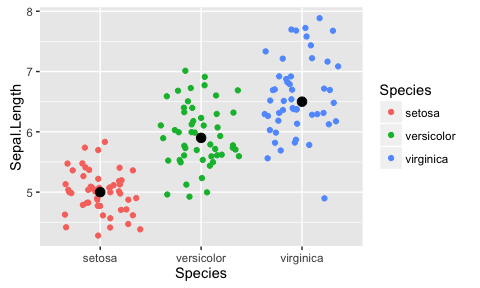 8
7
6
5
Sepal.Length
setosa
versicolor
virginica
Species
Species
setosa
versicolor
virginica